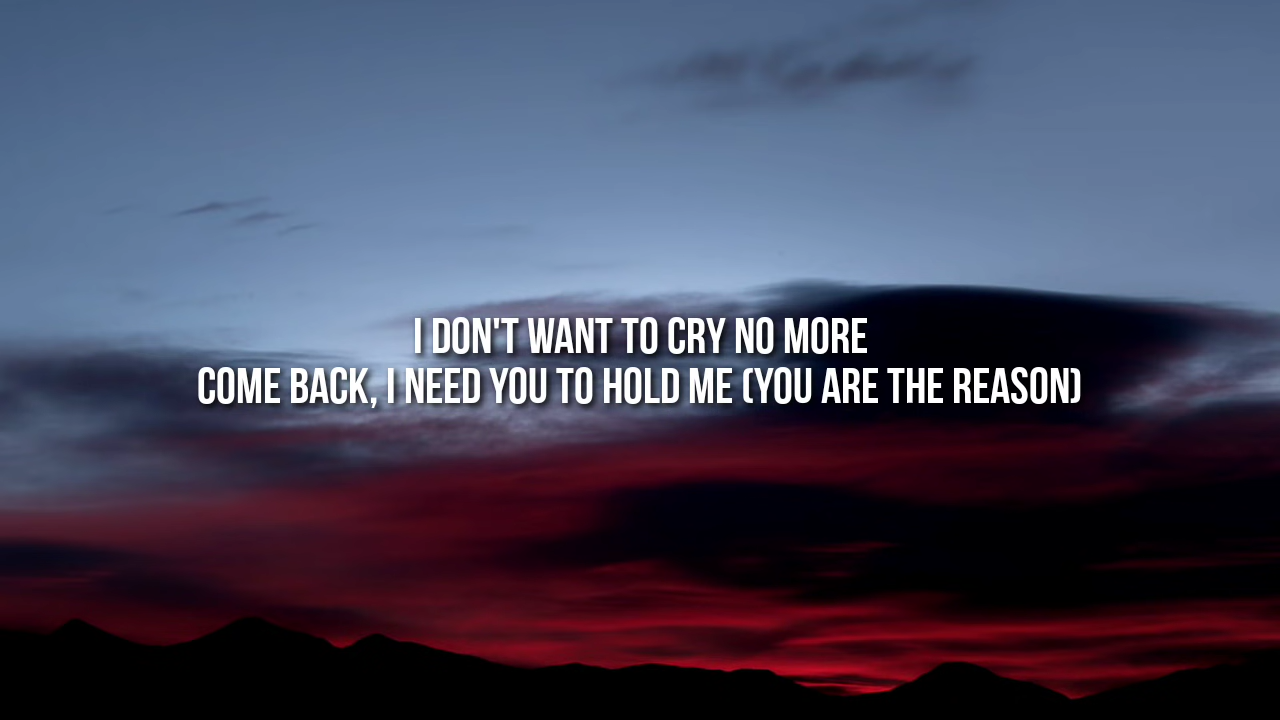 I DON'T WANT TO CRY NO MORE
COME BACK, I NEED YOU TO HOLD ME (YOU ARE THE REASON)